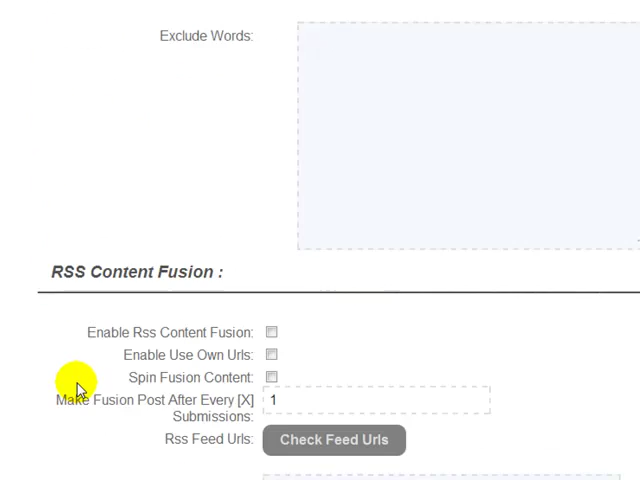 Exclude Words:
RSS Content Fusion :
Enable Rss Content Fusion:
Enable Use Own Urls:
Spin Fusion Content:
Make Fusion Post After Every [X] 1
Submissions:
Rss Feed Urls: Check Feed Urls